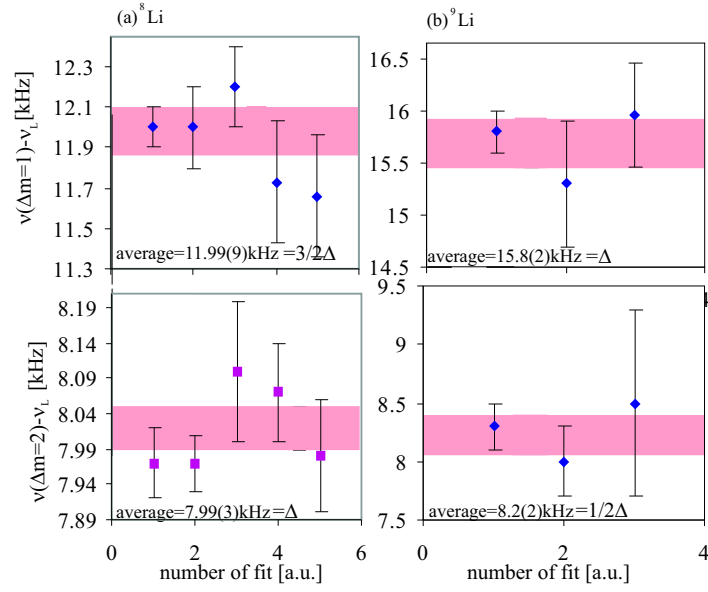 (a) ⁸Li
(b) ⁹Li
ν(Δm=1)-ν_L [kHz]
12.3
12.1
11.9
11.7
11.5
11.3
average=11.99(9)kHz =3/2Δ
16.5
16
15.5
15
14.5
average=15.8(2)kHz =Δ
4
ν(Δm=2)-ν_L [kHz]
8.19
8.14
8.09
8.04
7.99
7.94
7.89
average=7.99(3)kHz=Δ
0 2 4 6
number of fit [a.u.]
9.5
9
8.5
8
7.5
average=8.2(2)kHz=1/2Δ
0 2 4
number of fit [a.u.]